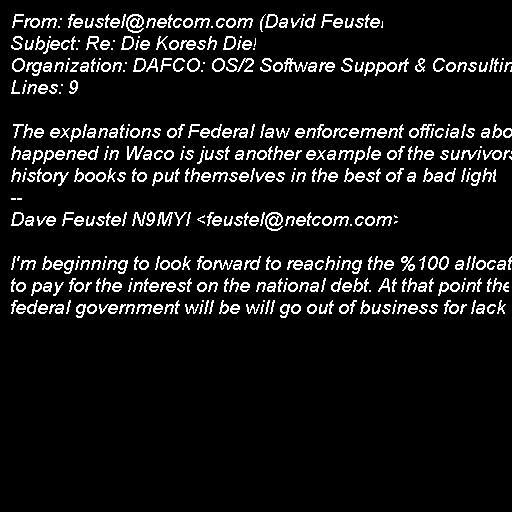 From: feustel@netcom.com (David Feustel
Subject: Re: Die Koresh Die!
Organization: DAFCO: OS/2 Software Support & Consultin
Lines: 9

The explanations of Federal law enforcement officials abo
happened in Waco is just another example of the survivors
history books to put themselves in the best of a bad light
--
Dave Feustel N9MYI <feustel@netcom.com>

I'm beginning to look forward to reaching the %100 allocat
to pay for the interest on the national debt. At that point the
federal government will be will go out of business for lack